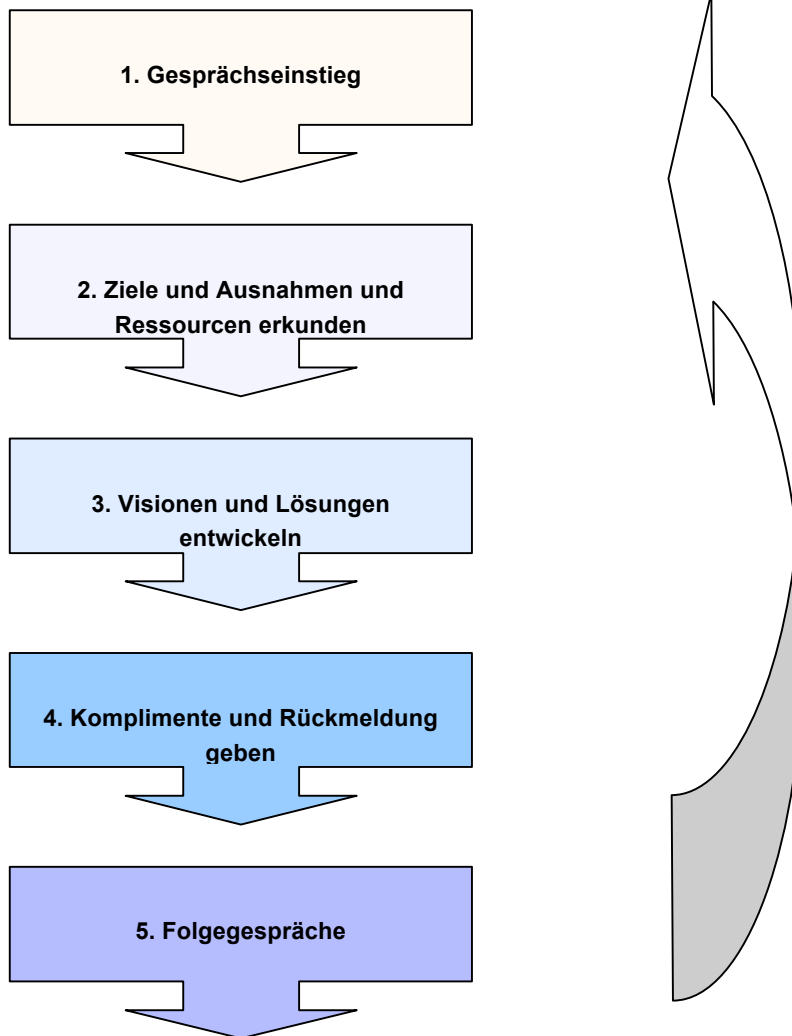 1. Gesprächseinstieg
2. Ziele und Ausnahmen und
Ressourcen erkunden
3. Visionen und Lösungen
entwickeln
4. Komplimente und Rückmeldung
geben
5. Folgegespräche